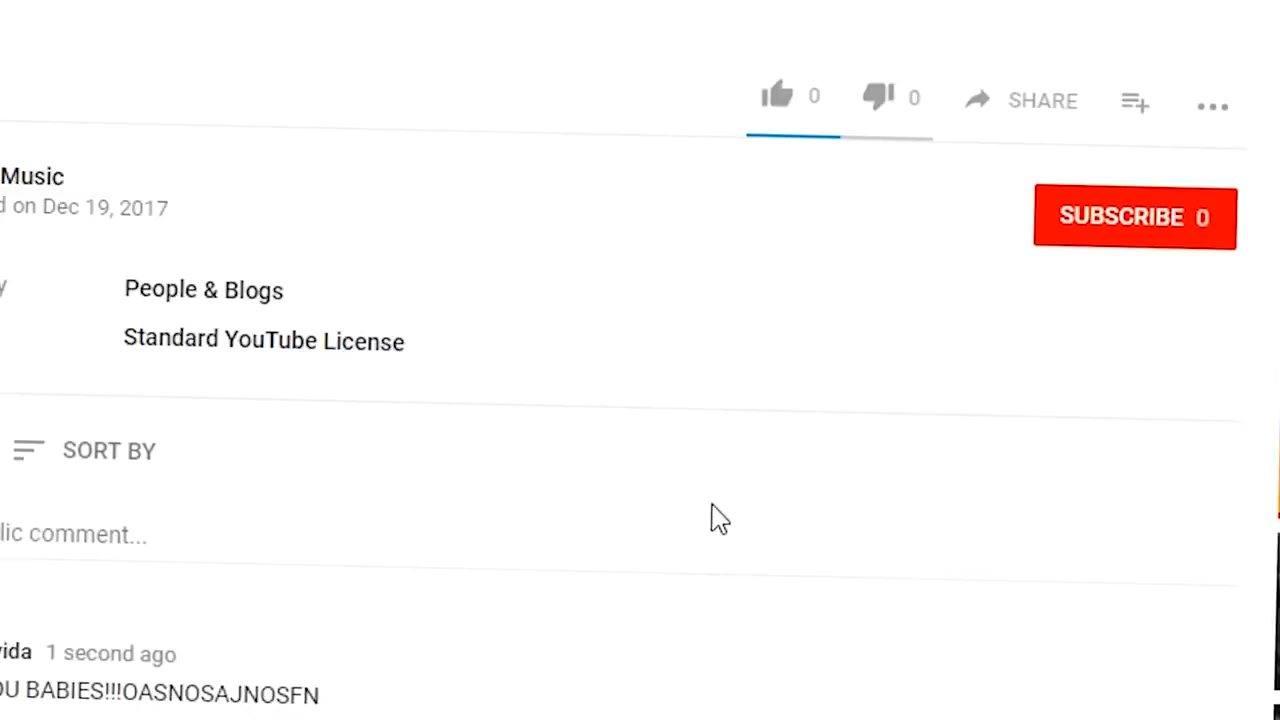 0 0 SHARE
Music
d on Dec 19, 2017
SUBSCRIBE 0
y
People & Blogs
Standard YouTube License
SORT BY
lic comment...
vida 1 second ago
OU BABIES!!!OASNOSAJNOSFN